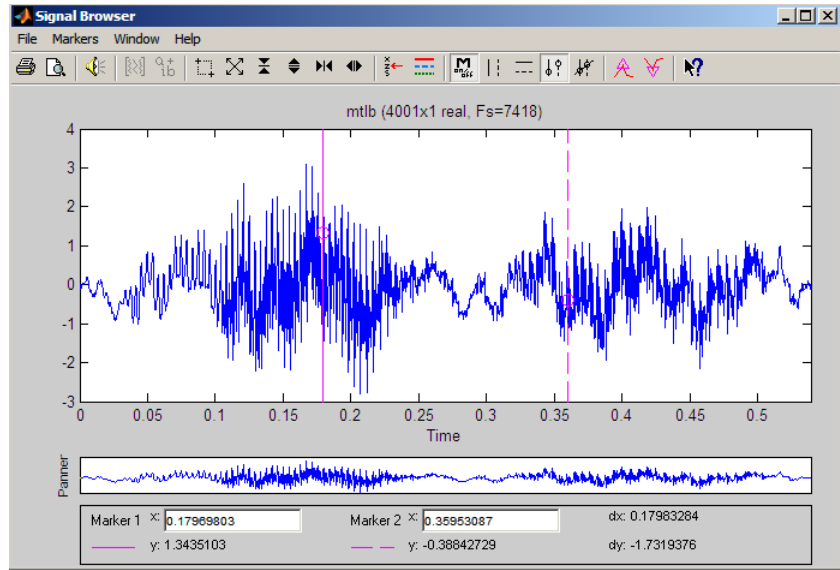 Signal Browser
File Markers Window Help
mtlb (4001x1 real, Fs=7418)
4
3
2
1
0
-1
-2
-3
0 0.05 0.1 0.15 0.2 0.25 0.3 0.35 0.4 0.45 0.5
Time
Panner
Marker 1 x: 0.17969803 Marker 2 x: 0.35953087 dx: 0.17983284
y: 1.3435103 y: -0.38842729 dy: -1.7319376